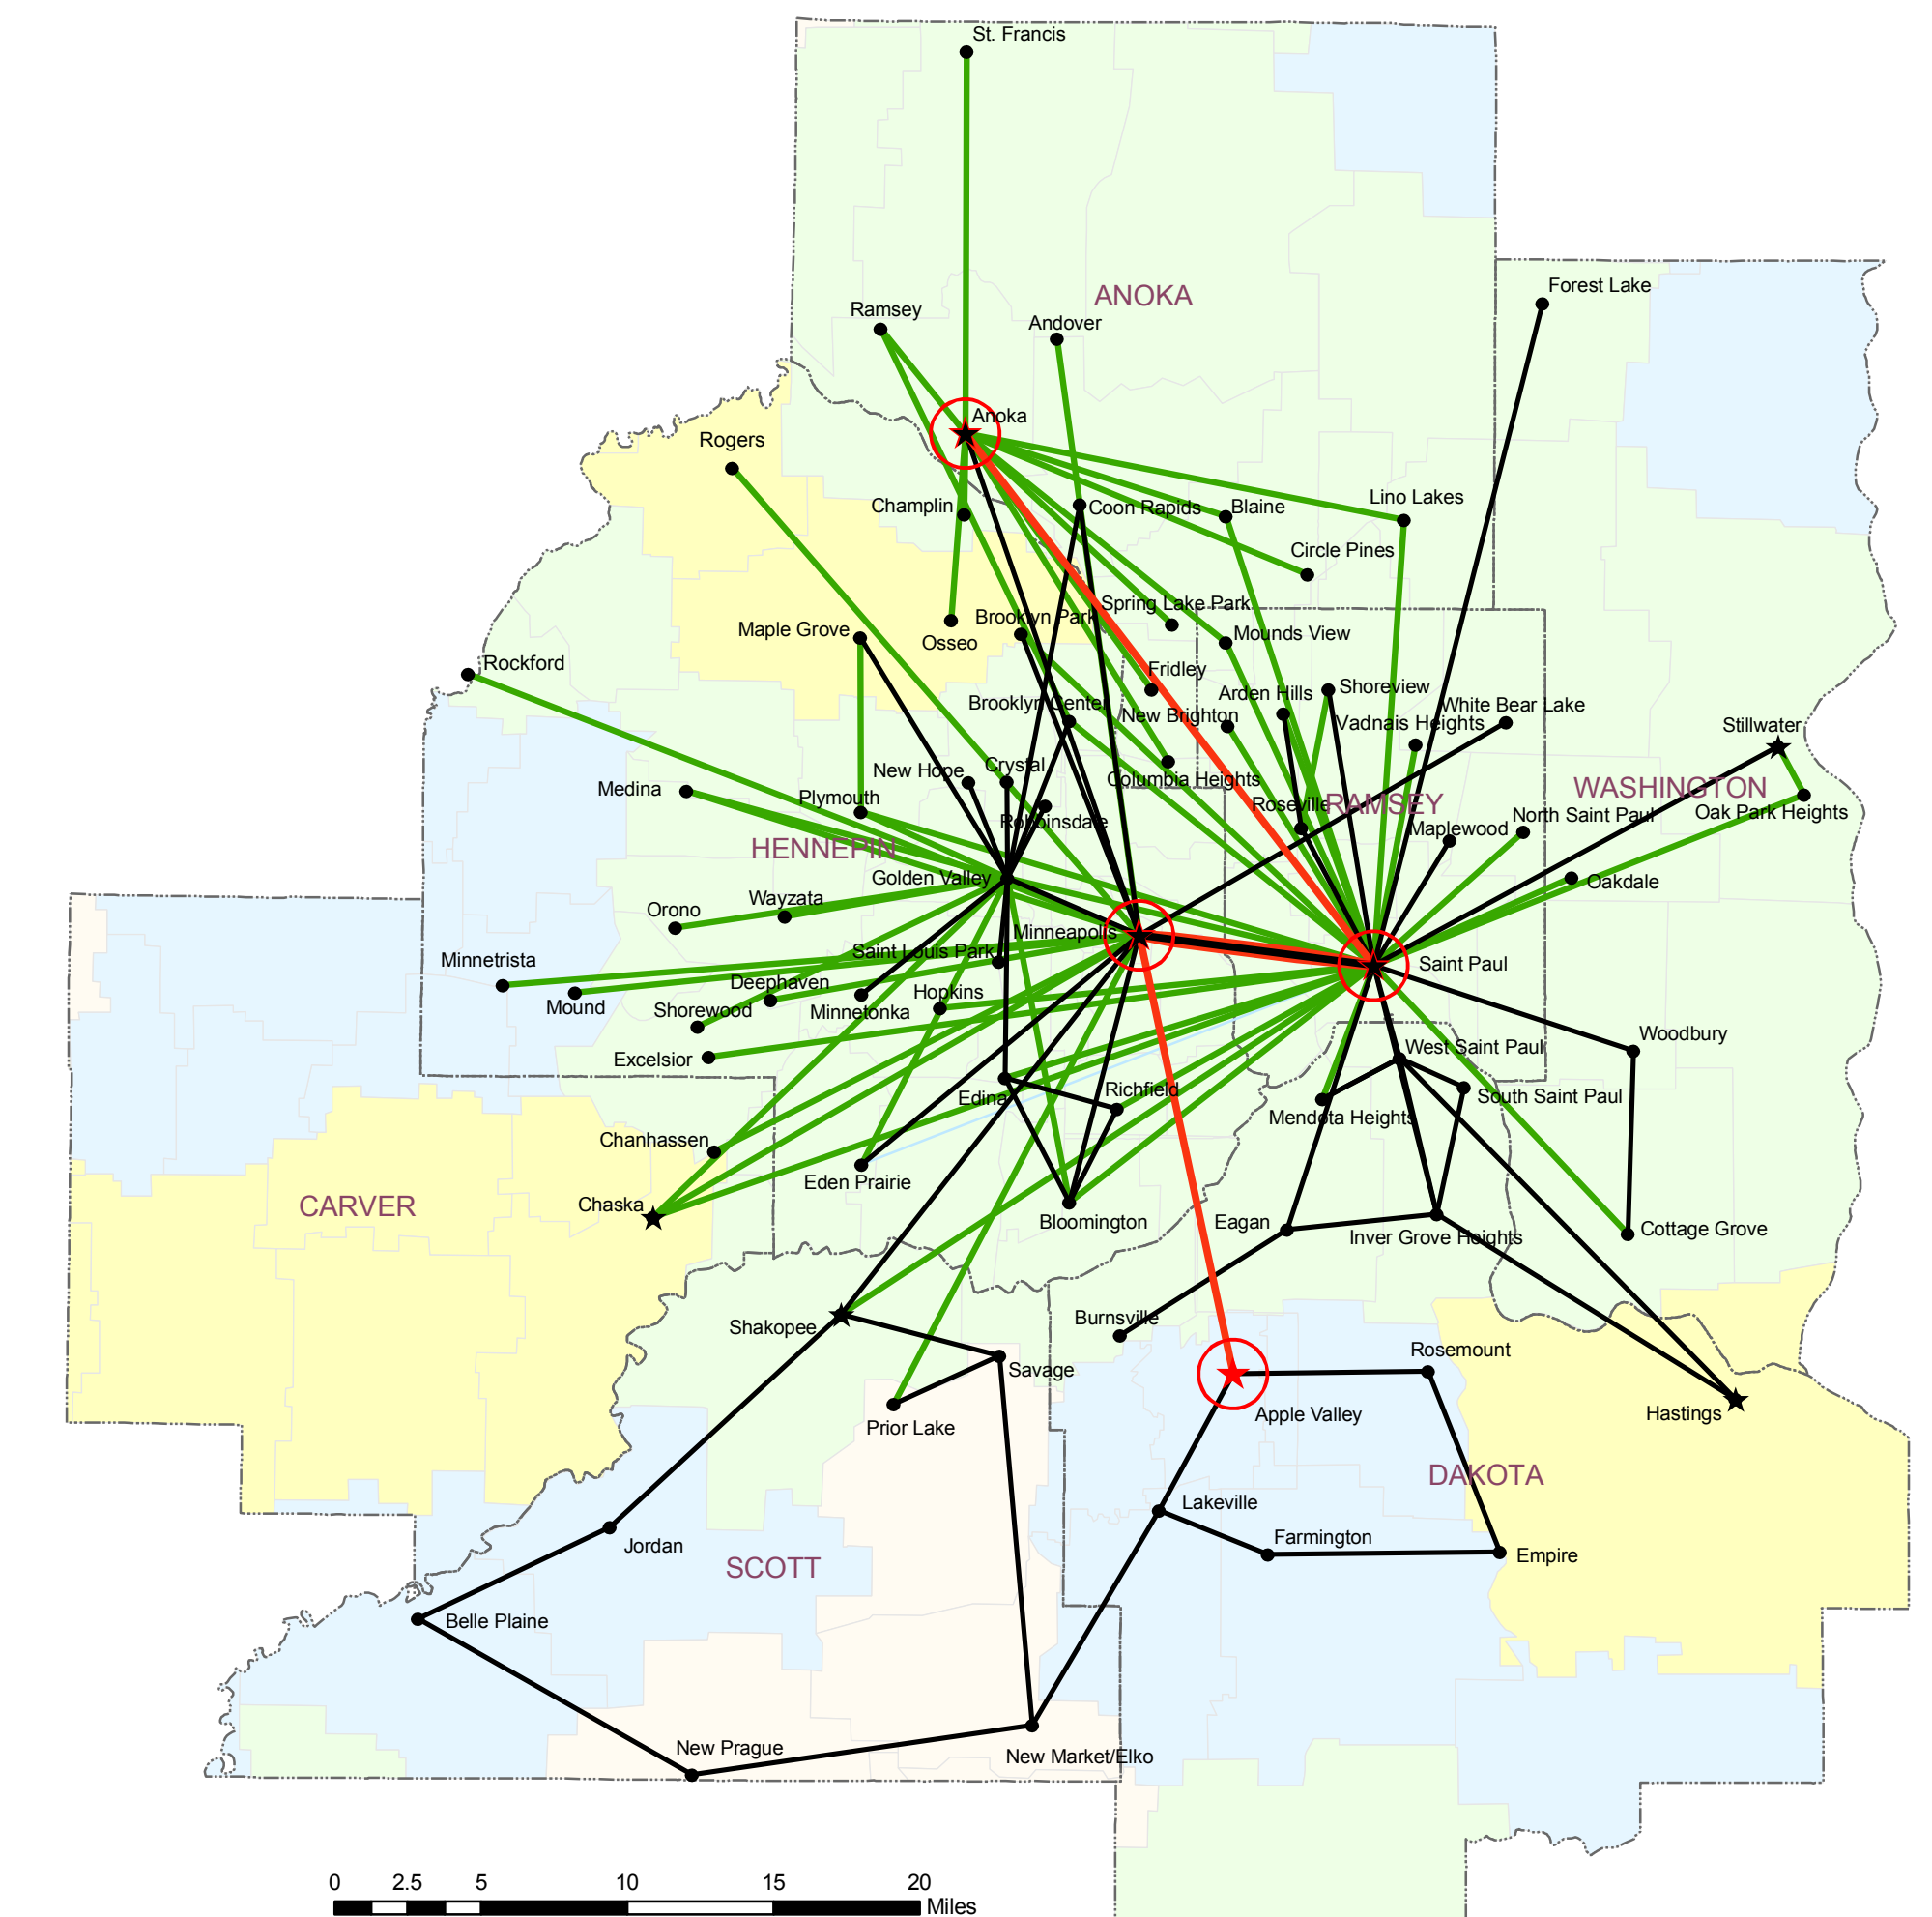 St. Francis
ANOKA
Forest Lake
Ramsey
Andover
Anoka
Rogers
Champlin
Coon Rapids
Blaine
Lino Lakes
Circle Pines
Spring Lake Park
Brooklyn Park
Maple Grove
Osseo
Mounds View
Rockford
Fridley
Arden Hills
Shoreview
Brooklyn Center
New Brighton
White Bear Lake
Vadnais Heights
Stillwater
New Hope
Crystal
Columbia Heights
Medina
Plymouth
WASHINGTON
RAMSEY
Roseville
Oak Park Heights
North Saint Paul
Robbinsdale
Maplewood
HENNEPIN
Golden Valley
Oakdale
Wayzata
Orono
Minneapolis
Saint Louis Park
Saint Paul
Minnetrista
Deephaven
Hopkins
Mound
Shorewood
Minnetonka
Woodbury
West Saint Paul
Excelsior
Edina
Richfield
South Saint Paul
Mendota Heights
Chanhassen
Eden Prairie
CARVER
Chaska
Bloomington
Eagan
Cottage Grove
Inver Grove Heights
Burnsville
Shakopee
Rosemount
Savage
Apple Valley
Hastings
Prior Lake
DAKOTA
Lakeville
Farmington
Jordan
Empire
SCOTT
Belle Plaine
New Prague
New Market/Elko
0 2.5 5 10 15 20
Miles